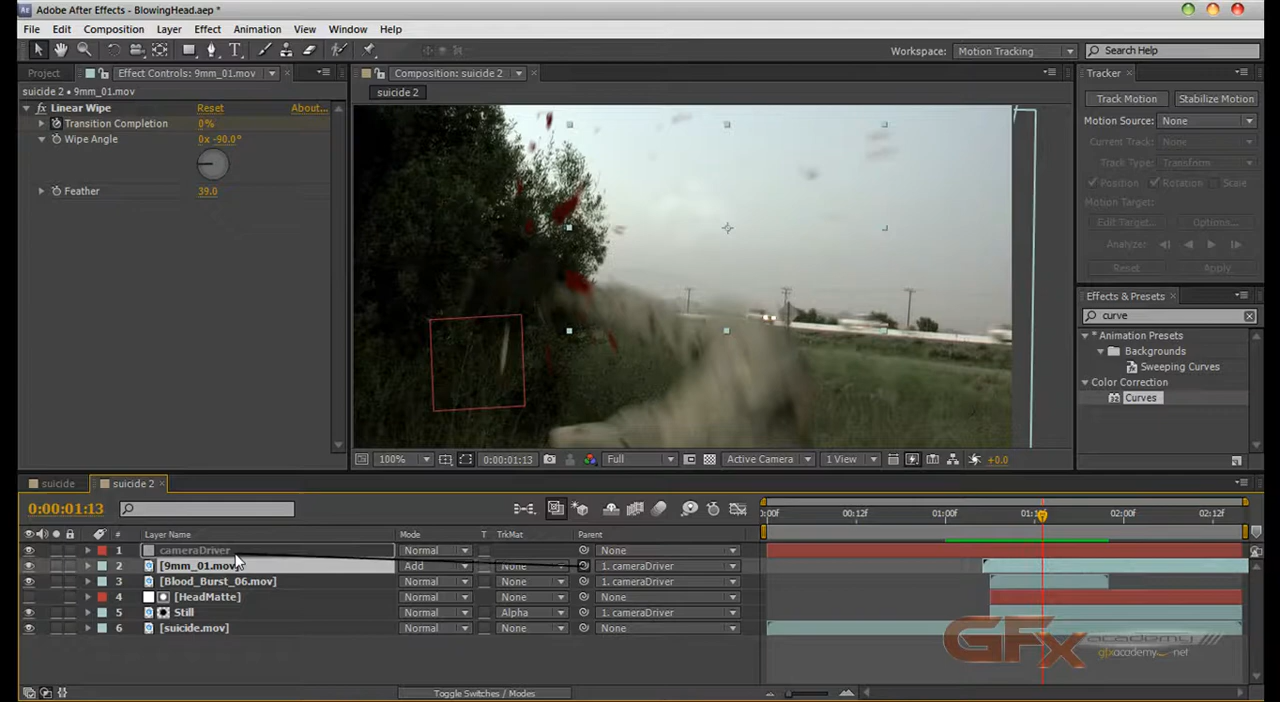 Adobe After Effects - BlowingHead.aep *
File Edit Composition Layer Effect Animation View Window Help
Workspace: Motion Tracking Search Help
Project Effect Controls: 9mm_01.mov Composition: suicide 2 Tracker
suicide 2 • 9mm_01.mov suicide 2
Linear Wipe Reset About... Track Motion Stabilize Motion
Transition Completion 0% Motion Source: None
Wipe Angle 0x -90.0° Current Track: None
Track Type: Transform
Position Rotation Scale
Feather 39.0 Motion Target:
Edit Target... Options...
Analyze:
Reset Apply
Effects & Presets
curve
* Animation Presets
Backgrounds
Sweeping Curves
Color Correction
Curves
100% 0:00:01:13 Full Active Camera 1 View +0.0
suicide suicide 2
0:00:01:13 :00f 00:12f 01:00f 02:00f 02:12f
# Layer Name Mode T TrkMat Parent
1 cameraDriver Normal None
2 [9mm_01.mov] Add None 1. cameraDriver
3 [Blood_Burst_06.mov] Normal None 1. cameraDriver
4 [HeadMatte] Normal None None
5 Still Normal Alpha 1. cameraDriver
6 [suicide.mov] Normal None None
GFx academy
gfxacademy.net
Toggle Switches / Modes